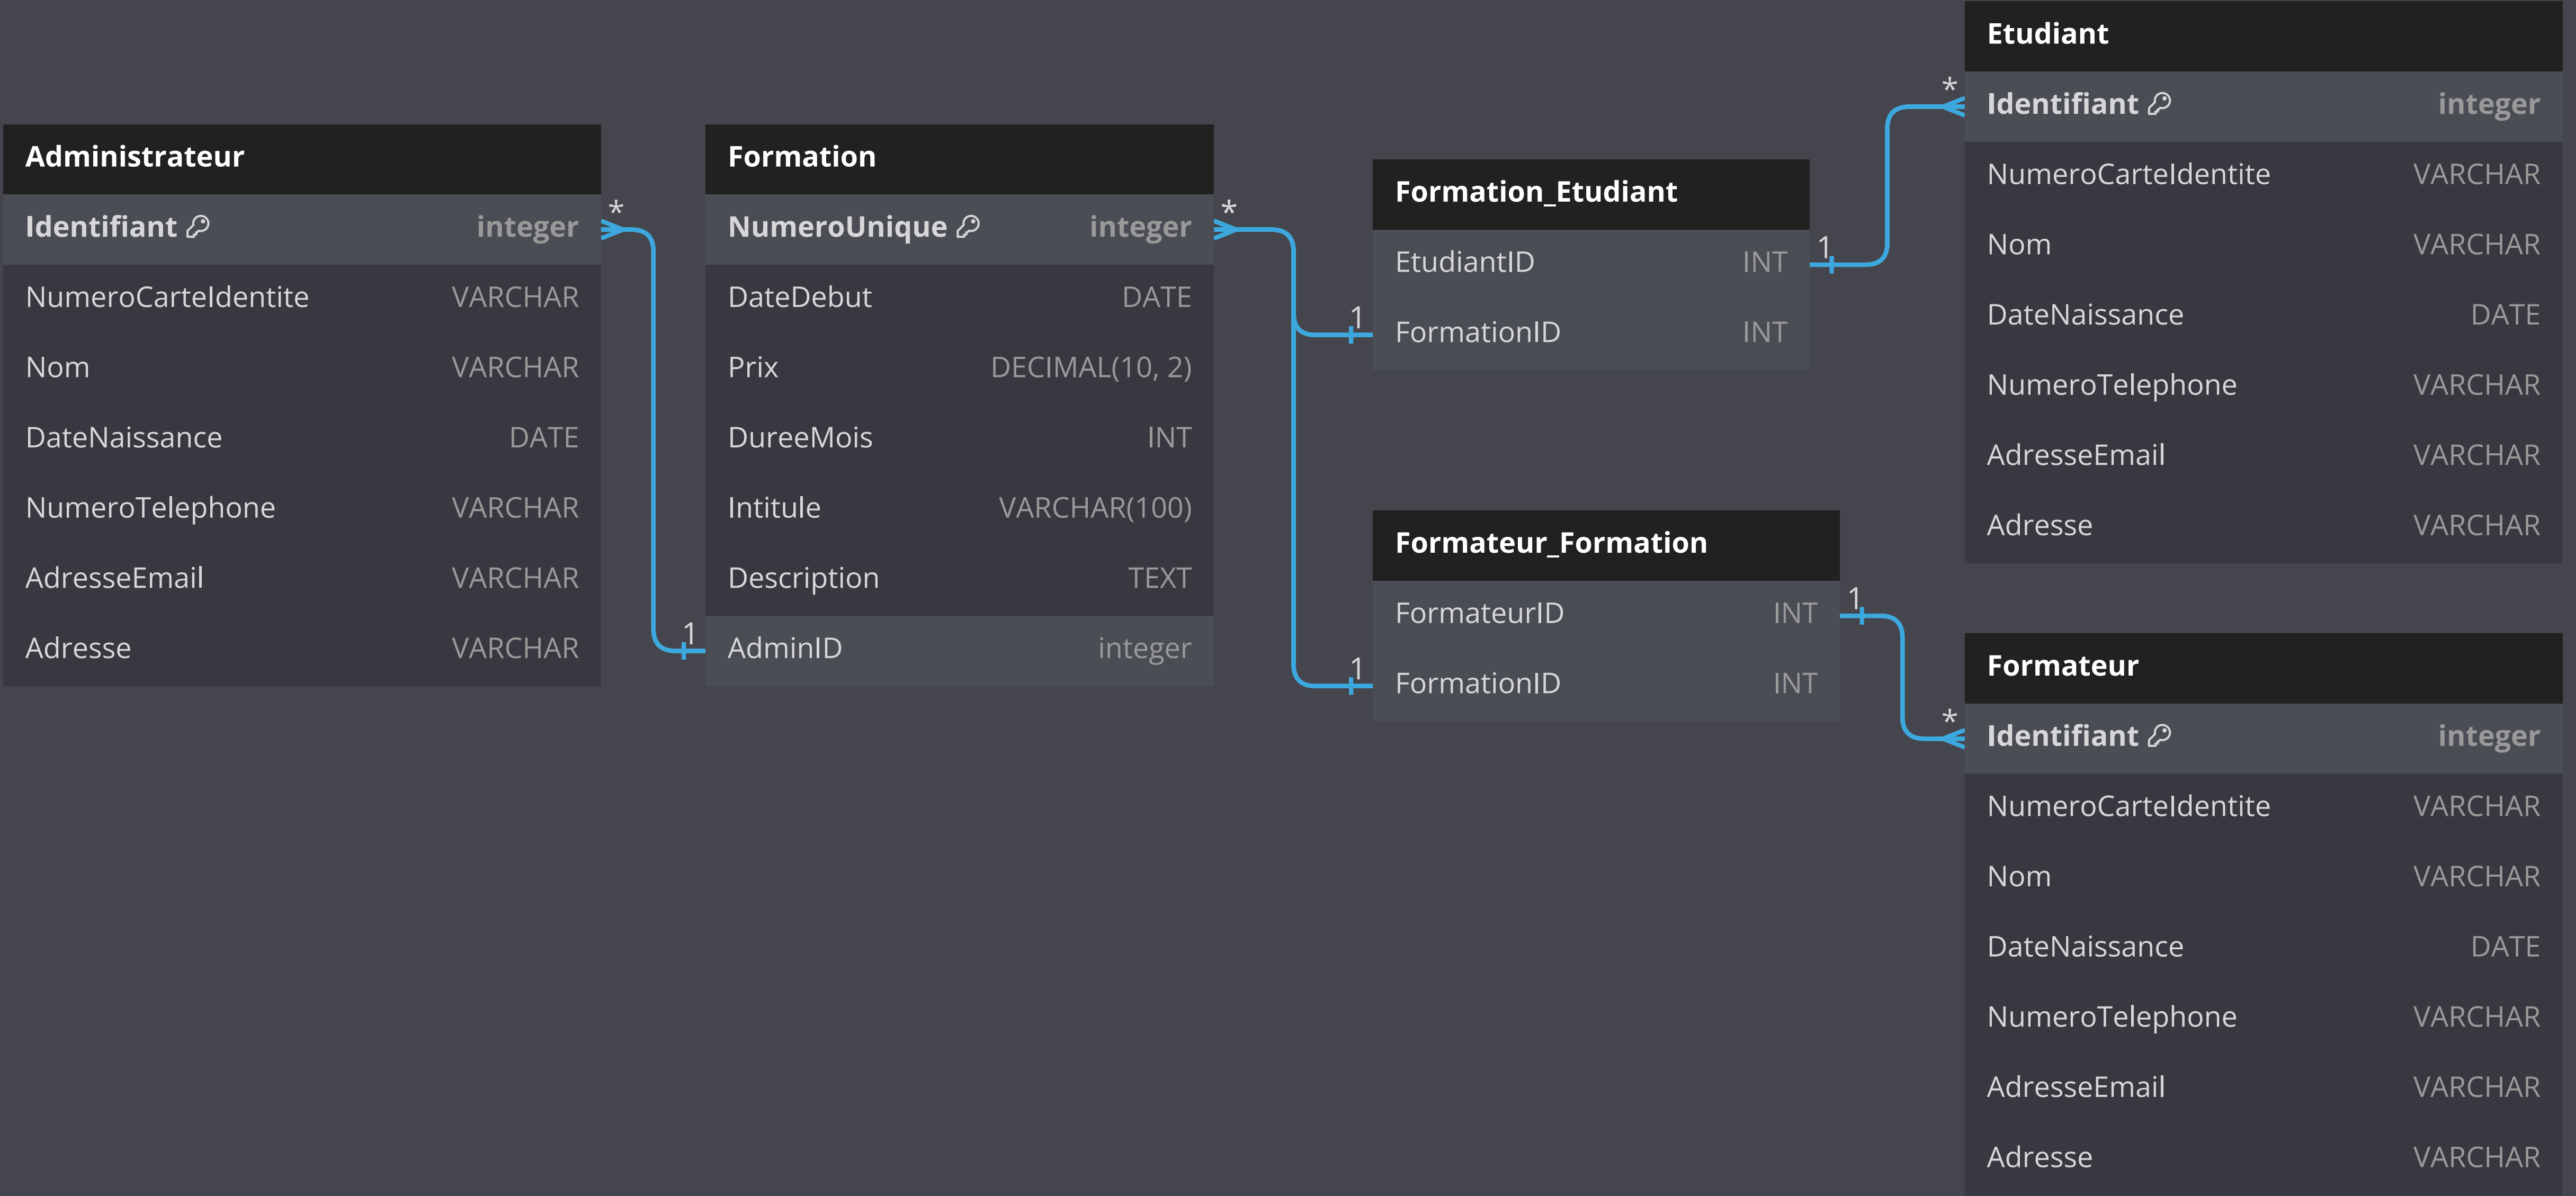 Administrateur
Identifiant integer
NumeroCarteIdentite VARCHAR
Nom VARCHAR
DateNaissance DATE
NumeroTelephone VARCHAR
AdresseEmail VARCHAR
Adresse VARCHAR
*
1
Formation
NumeroUnique integer
DateDebut DATE
Prix DECIMAL(10, 2)
DureeMois INT
Intitule VARCHAR(100)
Description TEXT
AdminID integer
*
1
1
Formation_Etudiant
EtudiantID INT
FormationID INT
1
*
Formateur_Formation
FormateurID INT
FormationID INT
1
*
Etudiant
Identifiant integer
NumeroCarteIdentite VARCHAR
Nom VARCHAR
DateNaissance DATE
NumeroTelephone VARCHAR
AdresseEmail VARCHAR
Adresse VARCHAR
Formateur
Identifiant integer
NumeroCarteIdentite VARCHAR
Nom VARCHAR
DateNaissance DATE
NumeroTelephone VARCHAR
AdresseEmail VARCHAR
Adresse VARCHAR